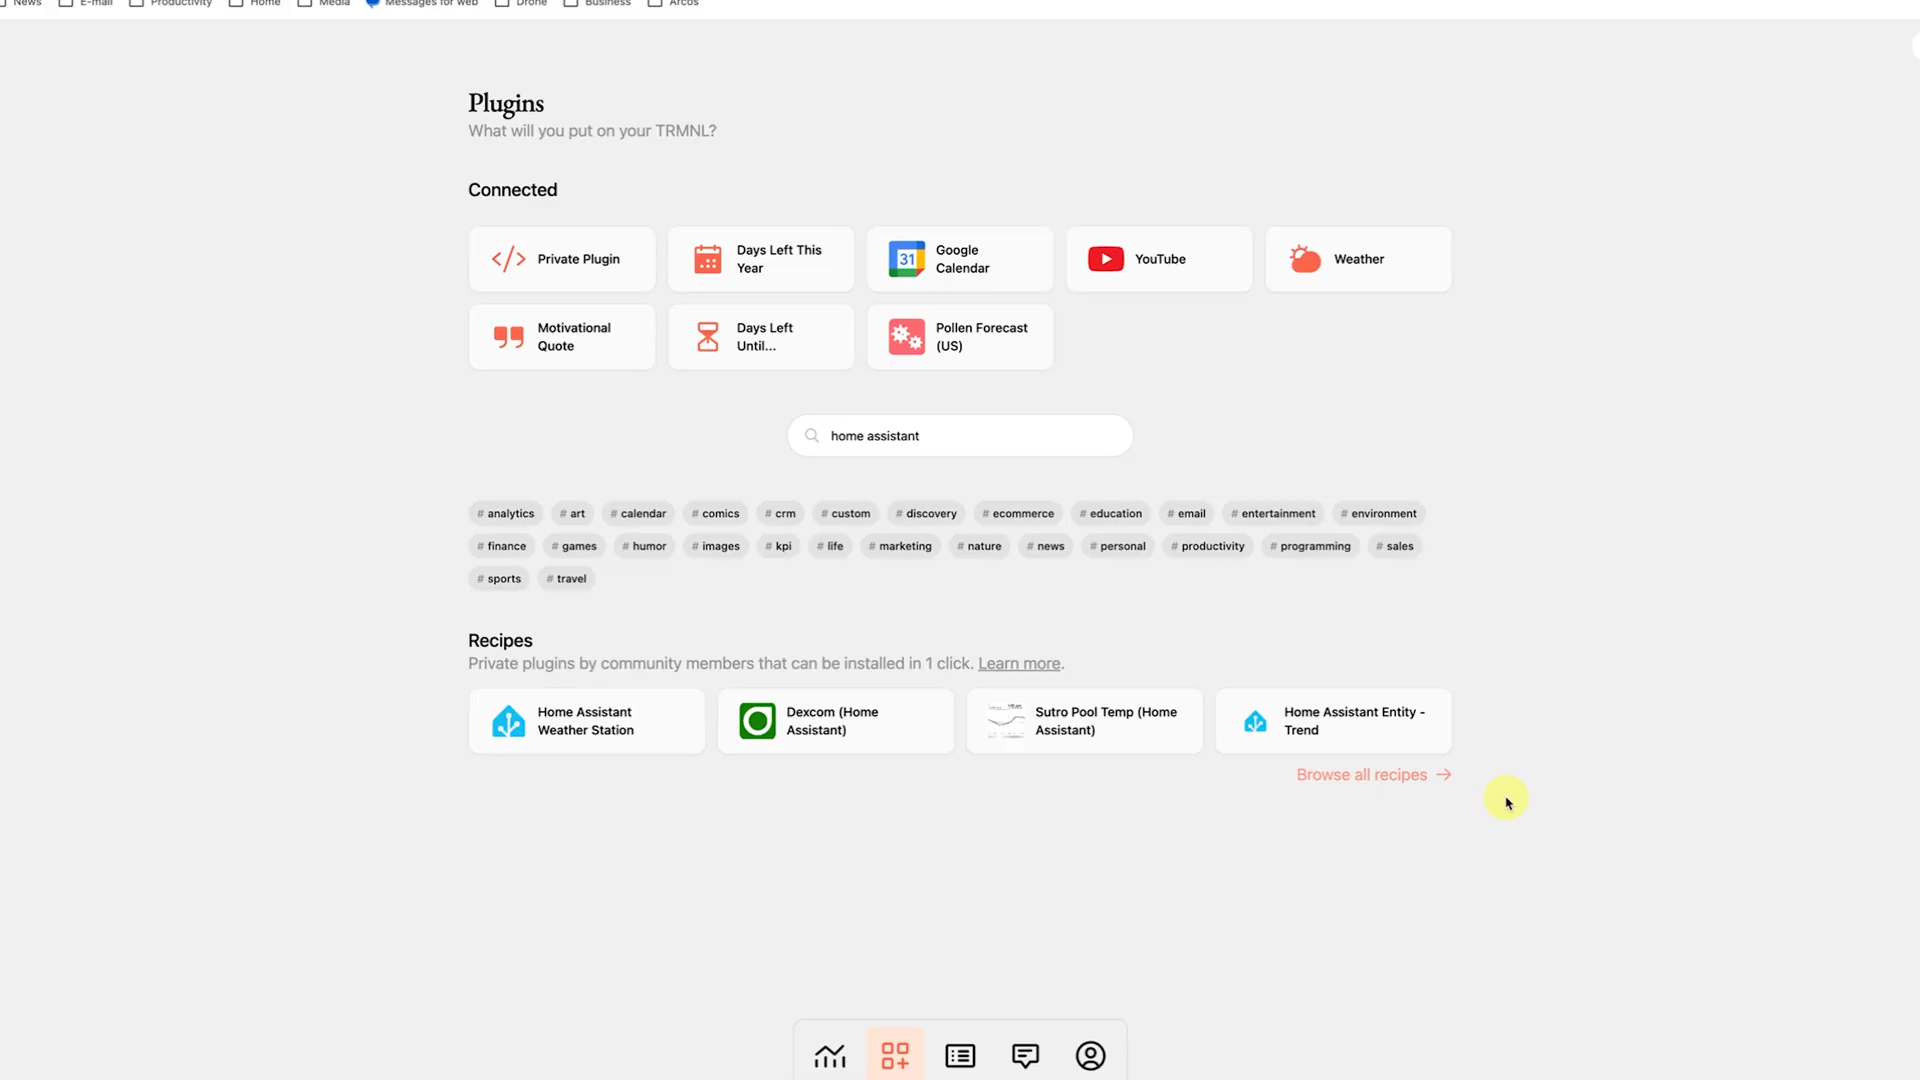 News E-mail Productivity Home Media Messages for web Drone Business Arcos
Plugins
What will you put on your TRMNL?
Connected
Private Plugin
Days Left This
Year
31
Google
Calendar
YouTube
Weather
Motivational
Quote
Days Left
Until...
Pollen Forecast
(US)
home assistant
# analytics # art # calendar # comics # crm # custom # discovery # ecommerce # education # email # entertainment # environment
# finance # games # humor # images # kpi # life # marketing # nature # news # personal # productivity # programming # sales
# sports # travel
Recipes
Private plugins by community members that can be installed in 1 click. Learn more.
Home Assistant
Weather Station
Dexcom (Home
Assistant)
Sutro Pool Temp (Home
Assistant)
Home Assistant Entity -
Trend
Browse all recipes →